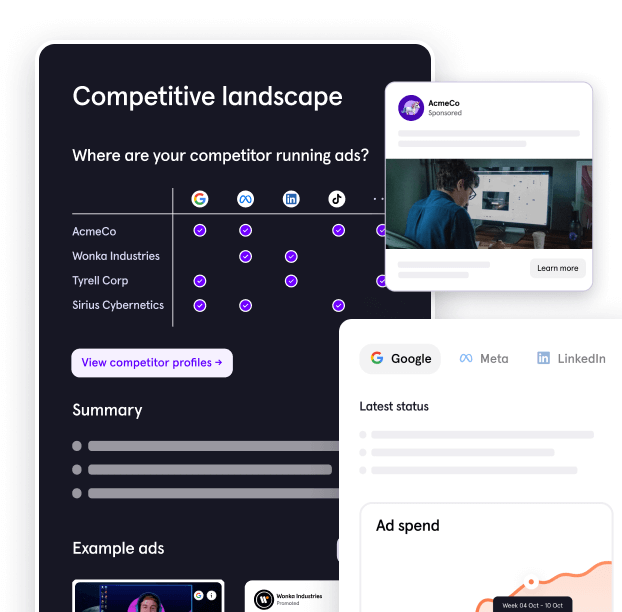 Competitive landscape
AcmeCo
Sponsored
Where are your competitor running ads?
AcmeCo
Wonka Industries
Tyrell Corp
Sirius Cybernetics
Learn more
View competitor profiles →
Google
Meta
LinkedIn
Latest status
Summary
Ad spend
Example ads
Wonka Industries
Promoted
Week 04 Oct - 10 Oct